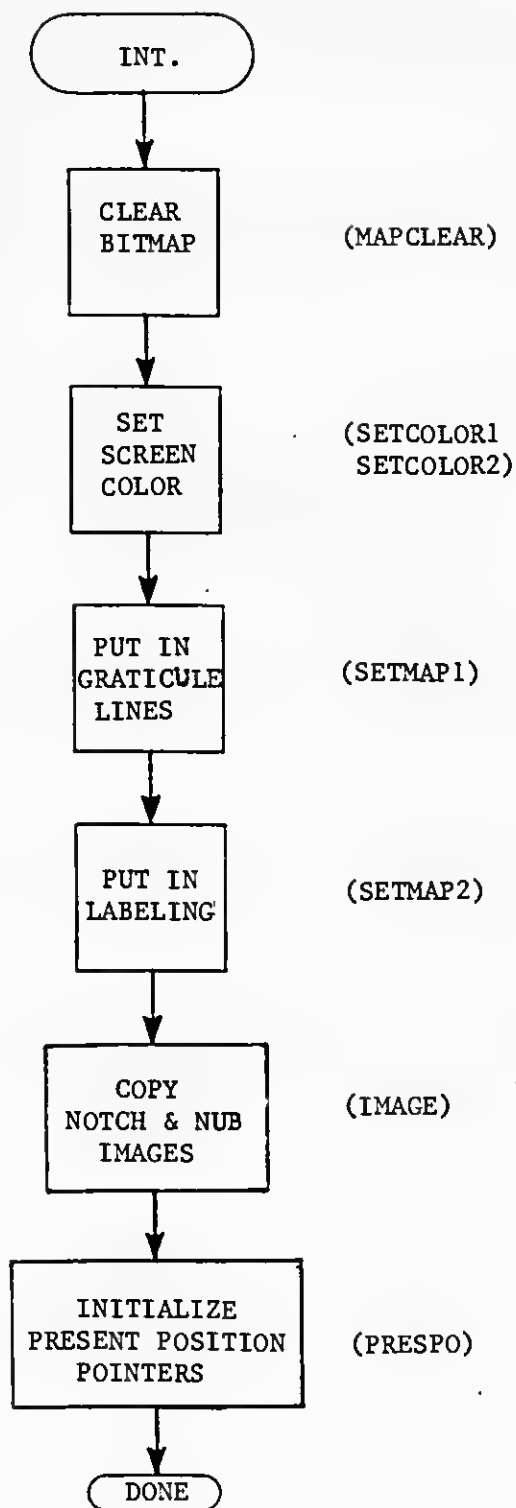 INT.
CLEAR
BITMAP
(MAPCLEAR)
SET
SCREEN
COLOR
(SETCOLOR1
SETCOLOR2)
PUT IN
GRATICULE
LINES
(SETMAP1)
PUT IN
LABELING
(SETMAP2)
COPY
NOTCH & NUB
IMAGES
(IMAGE)
INITIALIZE
PRESENT POSITION
POINTERS
(PRESPO)
DONE